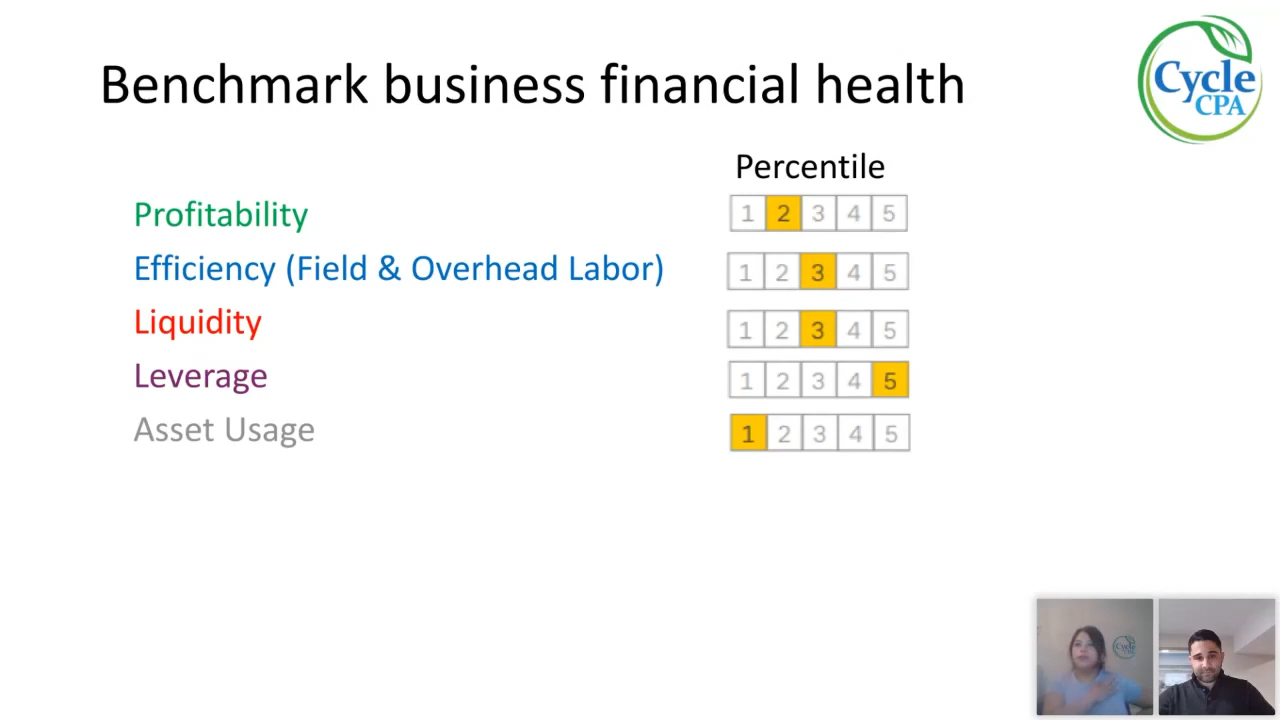 Benchmark business financial health
Cycle
CPA
Percentile
Profitability
1 2 3 4 5
Efficiency (Field & Overhead Labor)
1 2 3 4 5
Liquidity
1 2 3 4 5
Leverage
1 2 3 4 5
Asset Usage
1 2 3 4 5
Cycle
CPA